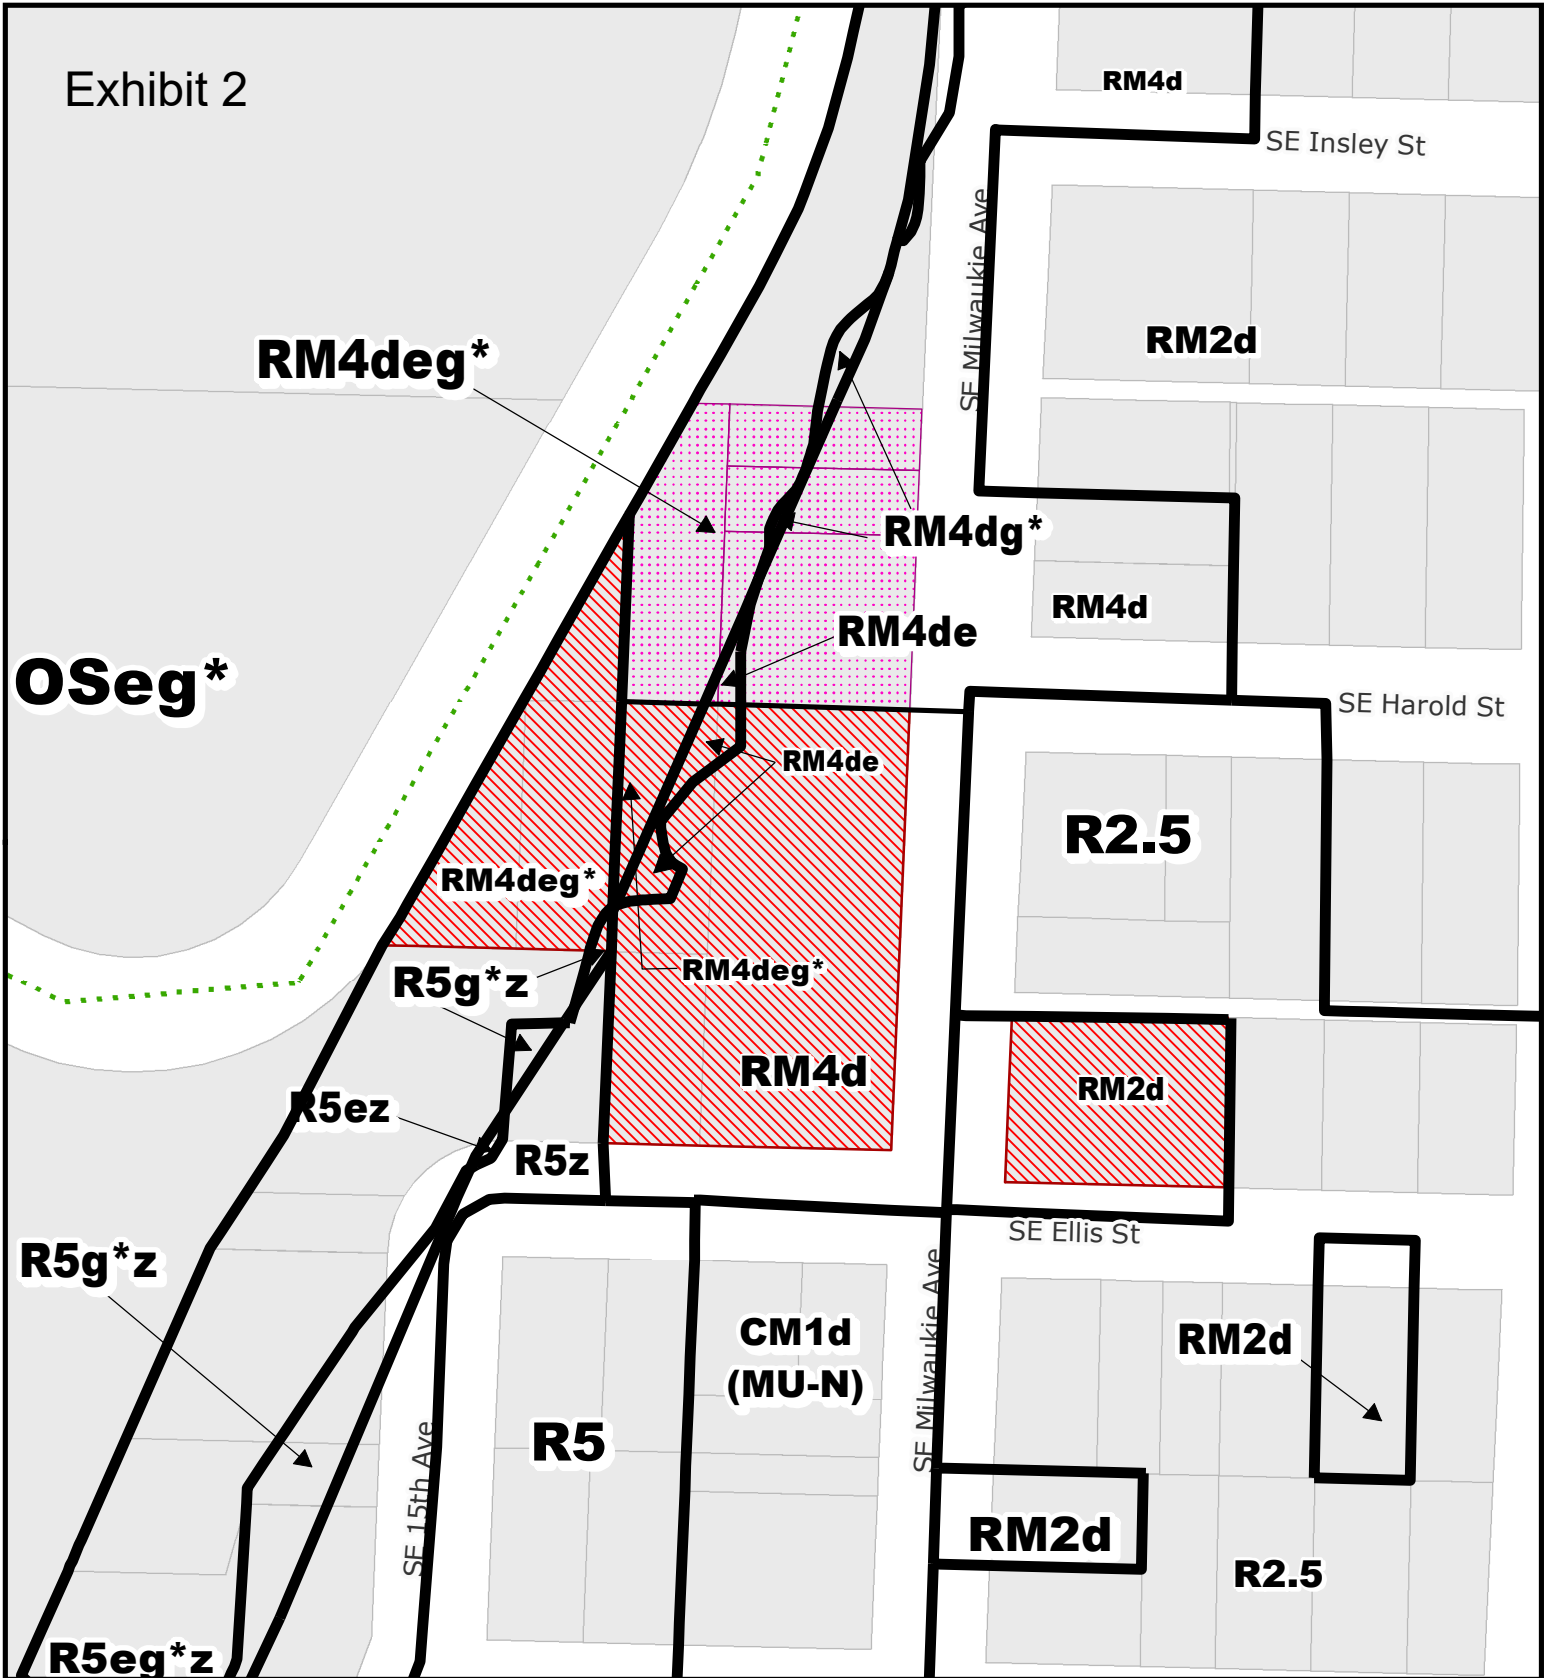 Exhibit 2
RM4d
SE Insley St
SE Milwaukie Ave
RM2d
RM4deg*
RM4dg*
RM4d
RM4de
OSeg*
SE Harold St
RM4de
R2.5
RM4deg*
RM4deg*
R5g*z
RM4d
RM2d
R5ez
R5z
SE Ellis St
R5g*z
SE Milwaukie Ave
CM1d
(MU-N)
RM2d
R5
SE 15th Ave
RM2d
R2.5
R5eg*z